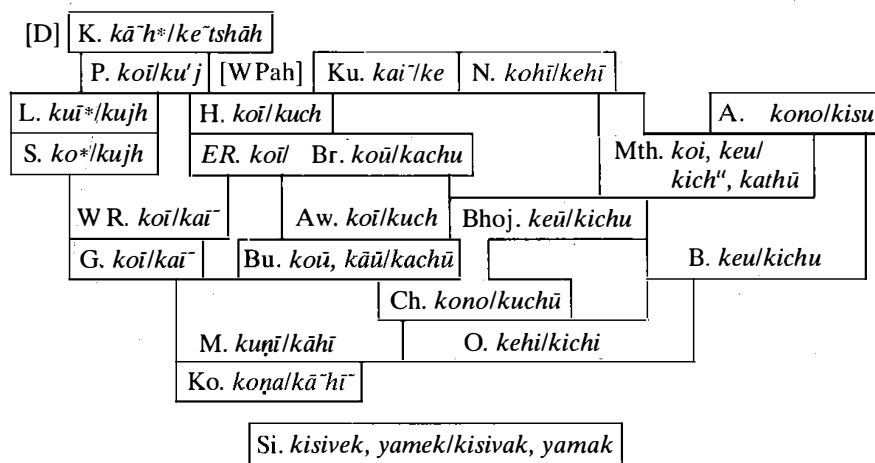 [D] K. kā˜h*/ke˜tshāh
P. koī/ku'j [WPah] Ku. kai˜/ke N. kohī/kehī
L. kuī*/kujh H. koī/kuch A. kono/kisu
S. ko*/kujh ER. koī/ Br. koū/kachu Mth. koi, keu/
kichᵘ, kathū
WR. koī/kaī˜ Aw. koī/kuch Bhoj. keū/kichu
G. koī/kaī˜ Bu. koū, kāū/kachū B. keu/kichu
Ch. kono/kuchū
M. kuṇī/kāhī O. kehi/kichi
Ko. koṇa/kā˜hī˜
Si. kisivek, yamek/kisivak, yamak